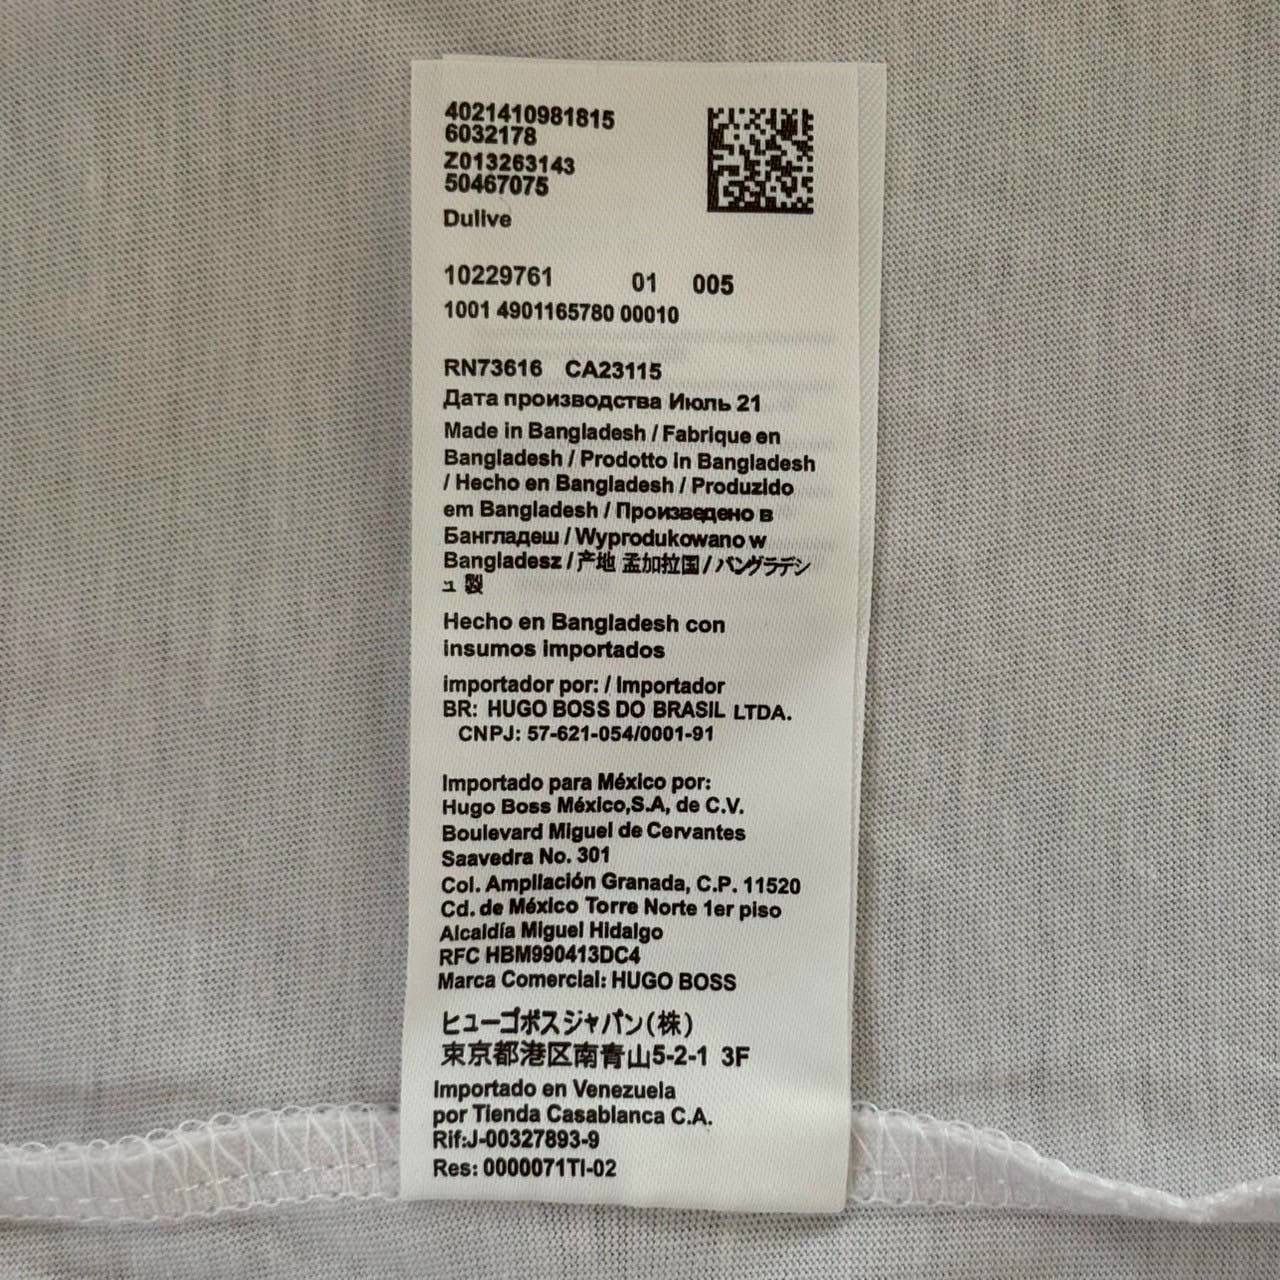 4021410981815
6032178
Z013263143
50467075
Dulive
10229761 01 005
1001 4901165780 00010
RN73616 CA23115
Дата производства Июль 21
Made in Bangladesh / Fabrique en
Bangladesh / Prodotto in Bangladesh
/ Hecho en Bangladesh / Produzido
em Bangladesh / Произведено в
Бангладеш / Wyprodukowano w
Bangladesz / 产地 孟加拉国 / バングラデシ
ュ 製
Hecho en Bangladesh con
insumos importados
importador por: / Importador
BR: HUGO BOSS DO BRASIL LTDA.
CNPJ: 57-621-054/0001-91
Importado para México por:
Hugo Boss México,S.A, de C.V.
Boulevard Miguel de Cervantes
Saavedra No. 301
Col. Ampliación Granada, C.P. 11520
Cd. de México Torre Norte 1er piso
Alcaldía Miguel Hidalgo
RFC HBM990413DC4
Marca Comercial: HUGO BOSS
ヒューゴボスジャパン(株)
東京都港区南青山5-2-1 3F
Importado en Venezuela
por Tienda Casablanca C.A.
Rif:J-00327893-9
Res: 0000071TI-02